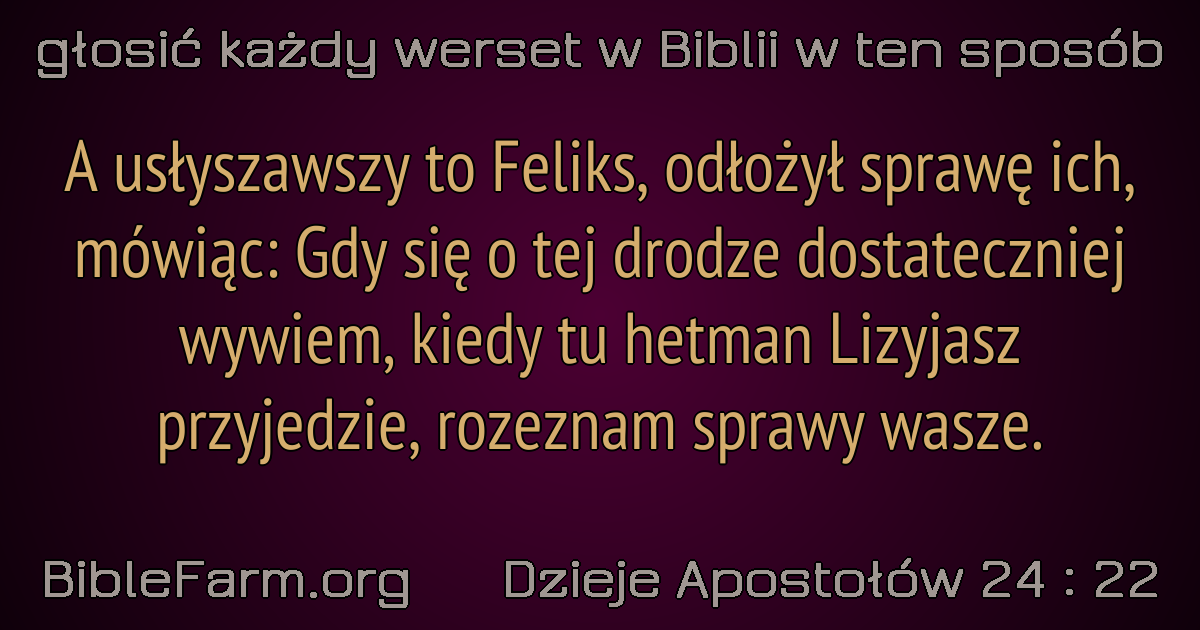 głosić każdy werset w Biblii w ten sposób
A usłyszawszy to Feliks, odłożył sprawę ich,
mówiąc: Gdy się o tej drodze dostateczniej
wywiem, kiedy tu hetman Lizyjasz
przyjedzie, rozeznam sprawy wasze.
BibleFarm.org Dzieje Apostołów 24 : 22